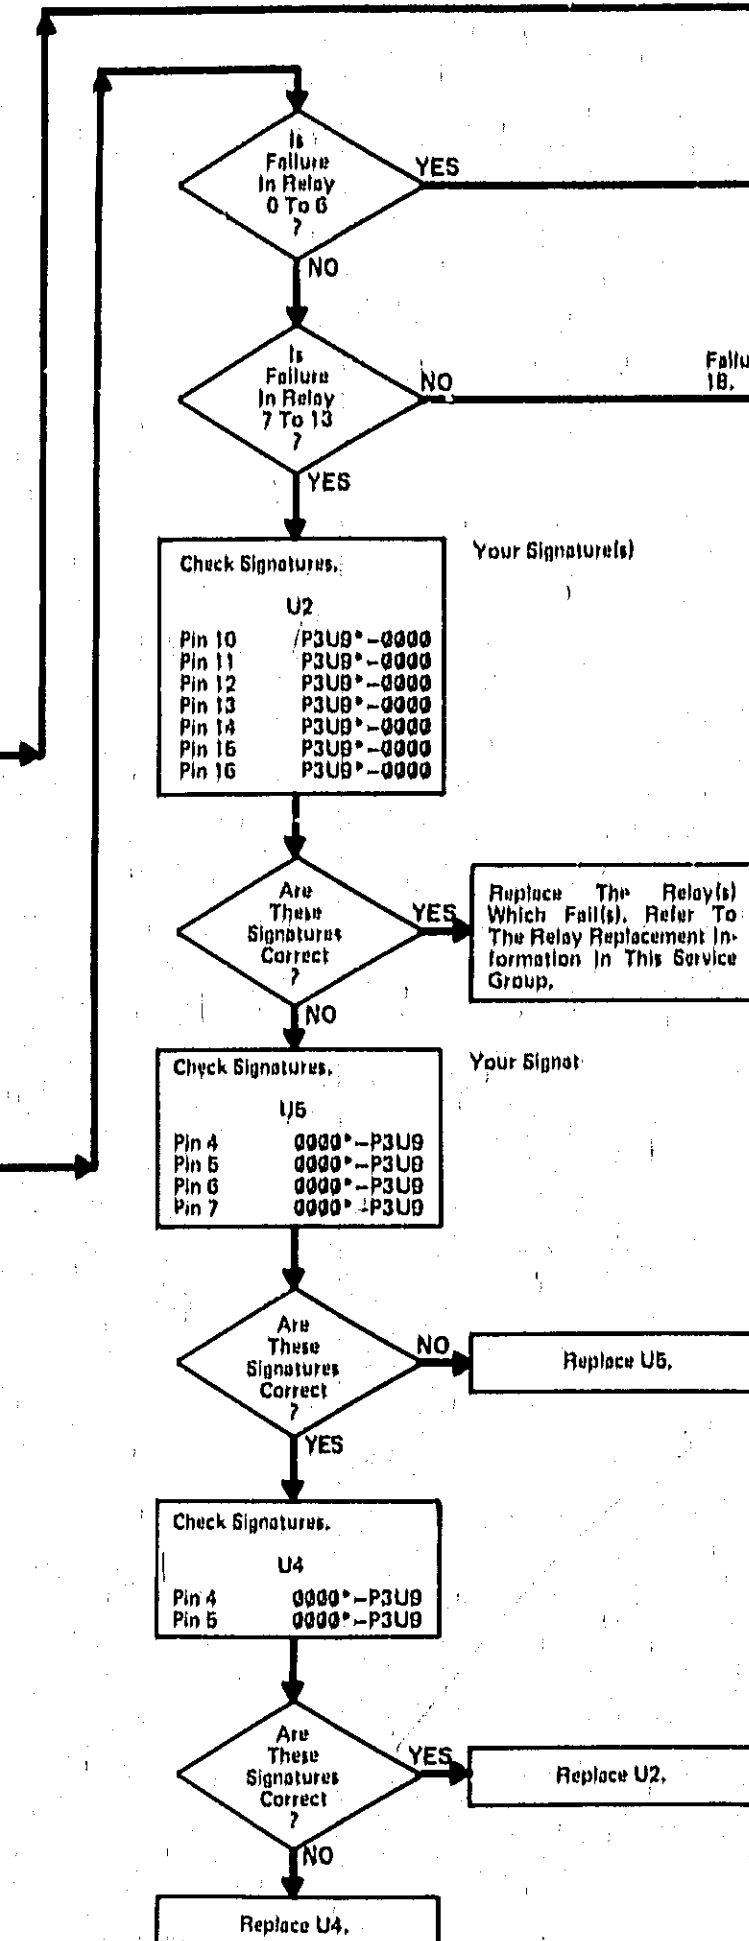 Is
Failure
In Relay
0 To 6
?
YES
NO
Is
Failure
In Relay
7 To 13
?
NO
Failu
18.
YES
Check Signatures.
Your Signature(s)
U2
Pin 10 P3U9*-0000
Pin 11 P3U9*-0000
Pin 12 P3U9*-0000
Pin 13 P3U9*-0000
Pin 14 P3U9*-0000
Pin 15 P3U9*-0000
Pin 16 P3U9*-0000
Are
These
Signatures
Correct
?
YES
Replace The Relay(s)
Which Fail(s). Refer To
The Relay Replacement In-
formation In This Service
Group.
NO
Check Signatures.
Your Signat
U5
Pin 4 0000*-P3U9
Pin 5 0000*-P3U9
Pin 6 0000*-P3U9
Pin 7 0000*-P3U9
Are
These
Signatures
Correct
?
NO
Replace U5.
YES
Check Signatures.
U4
Pin 4 0000*-P3U9
Pin 5 0000*-P3U9
Are
These
Signatures
Correct
?
YES
Replace U2.
NO
Replace U4.